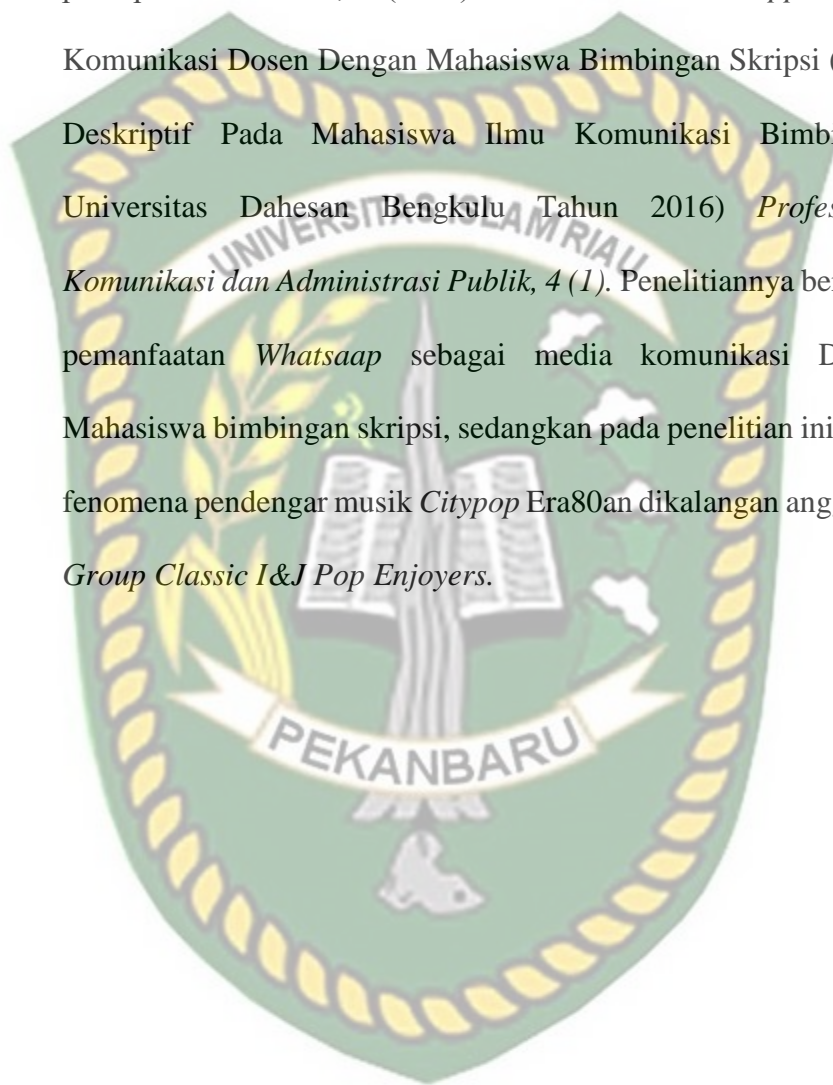 Komunikasi Dosen Dengan Mahasiswa Bimbingan Skripsi (
Deskriptif Pada Mahasiswa Ilmu Komunikasi Bimb
Universitas Dahesan Bengkulu Tahun 2016) Profes
UNIVERSITAS ISLAM RIAU
Komunikasi dan Administrasi Publik, 4 (1). Penelitiannya be
pemanfaatan Whatsaap sebagai media komunikasi D
Mahasiswa bimbingan skripsi, sedangkan pada penelitian ini
fenomena pendengar musik Citypop Era80an dikalangan ang
Group Classic I&J Pop Enjoyers.
PEKANBARU